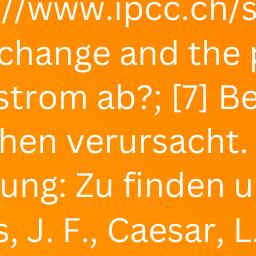 //www.ipcc.ch/s
change and the p
strom ab?; [7] Be
hen verursacht.
ung: Zu finden u
s, J. F., Caesar, L.